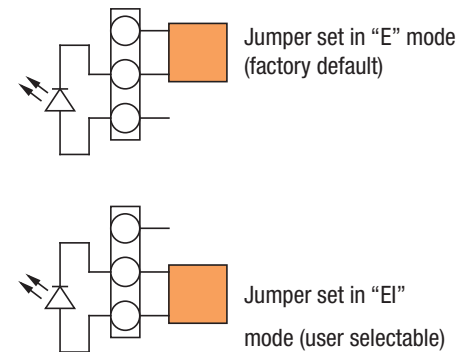 Jumper set in “E” mode
(factory default)
Jumper set in “EI”
mode (user selectable)